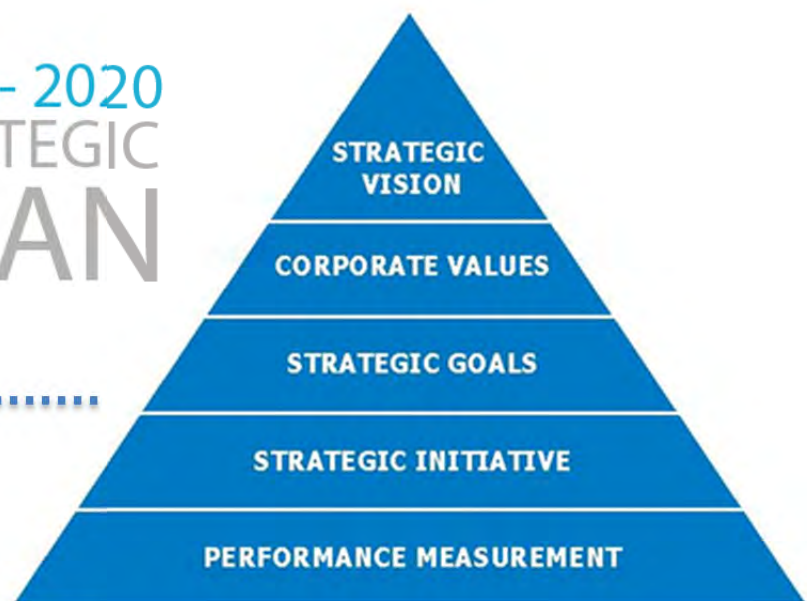 - 2020
TEGIC
AN
STRATEGIC
VISION
CORPORATE VALUES
STRATEGIC GOALS
STRATEGIC INITIATIVE
PERFORMANCE MEASUREMENT